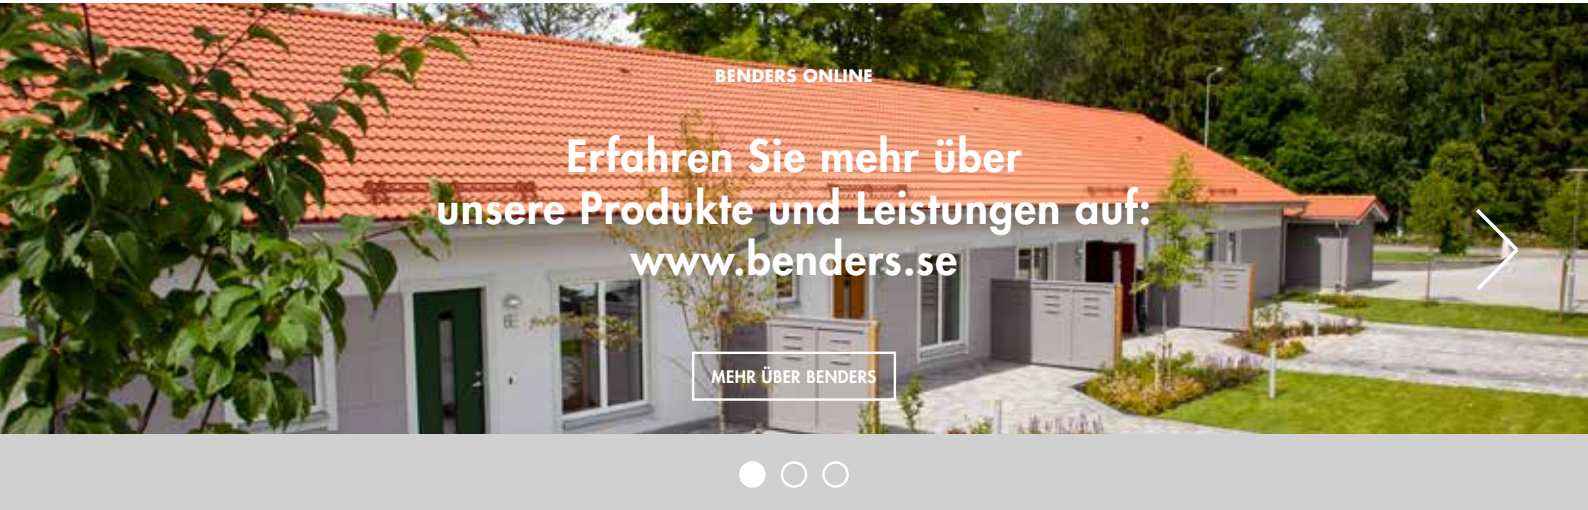 BENDERS ONLINE
Erfahren Sie mehr über
unsere Produkte und Leistungen auf:
www.benders.se
MEHR ÜBER BENDERS